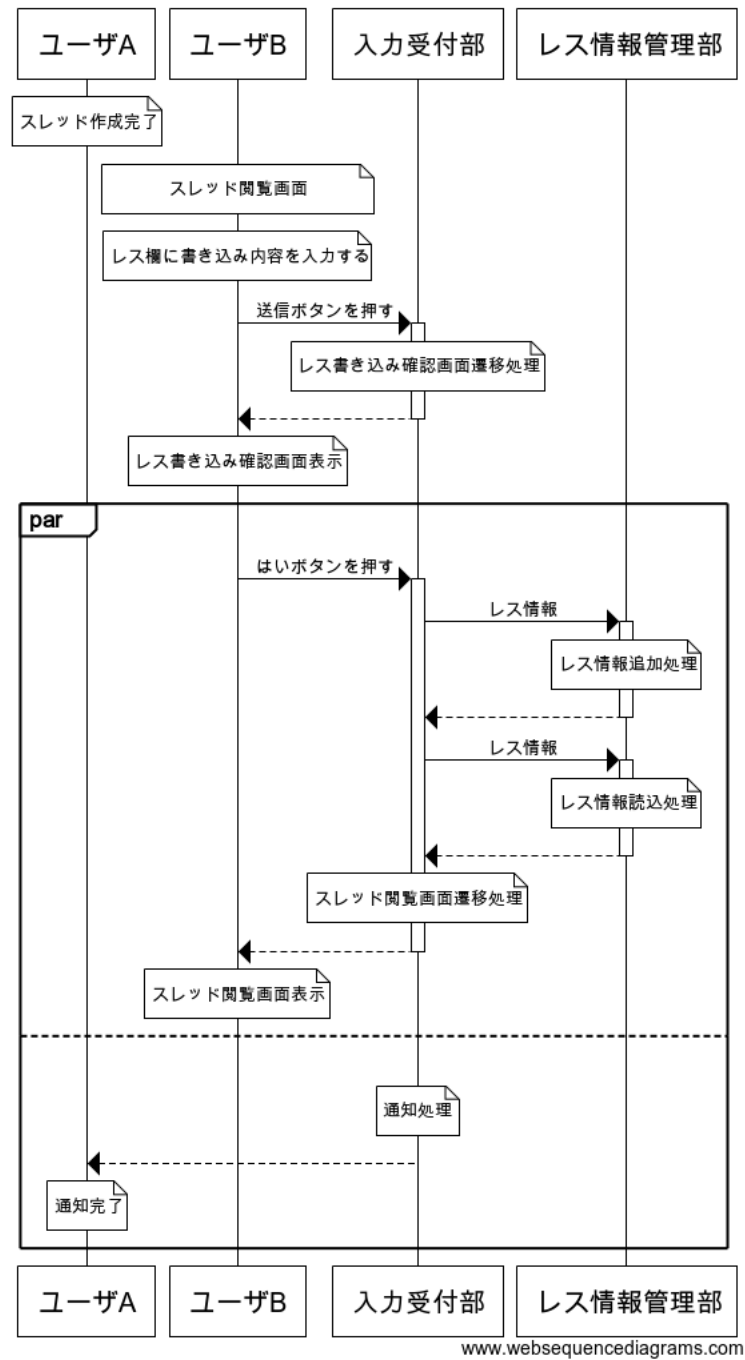 ユーザA
ユーザB
入力受付部
レス情報管理部
スレッド作成完了
スレッド閲覧画面
レス欄に書き込み内容を入力する
送信ボタンを押す
レス書き込み確認画面遷移処理
レス書き込み確認画面表示
par
はいボタンを押す
レス情報
レス情報追加処理
レス情報
レス情報読込処理
スレッド閲覧画面遷移処理
スレッド閲覧画面表示
通知処理
通知完了
ユーザA
ユーザB
入力受付部
レス情報管理部
www.websequencediagrams.com